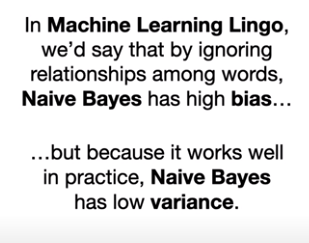 In Machine Learning Lingo,
we'd say that by ignoring
relationships among words,
Naive Bayes has high bias...
...but because it works well
in practice, Naive Bayes
has low variance.